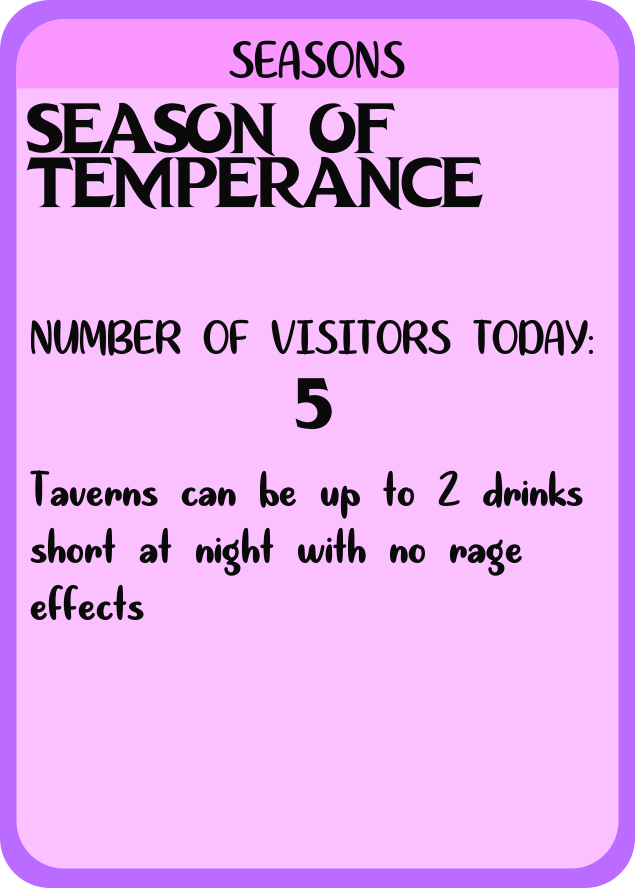 SEASONS
SEASON OF
TEMPERANCE
NUMBER OF VISITORS TODAY:
5
Taverns can be up to 2 drinks
short at night with no rage
effects